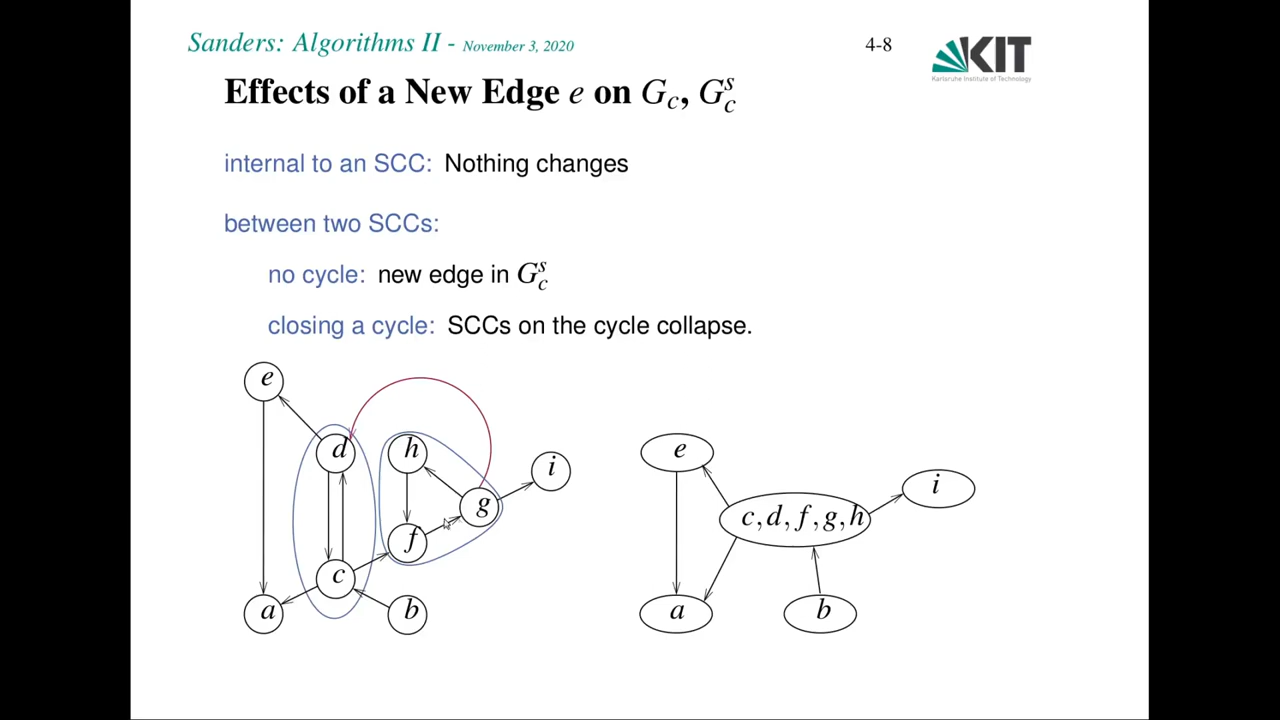 Sanders: Algorithms II - November 3, 2020
4-8
KIT
Karlsruhe Institute of Technology
Effects of a New Edge e on G_c, G_c^s
internal to an SCC: Nothing changes
between two SCCs:
no cycle: new edge in G_c^s
closing a cycle: SCCs on the cycle collapse.
e
d
h
i
g
f
c
a
b
e
i
c, d, f, g, h
a
b